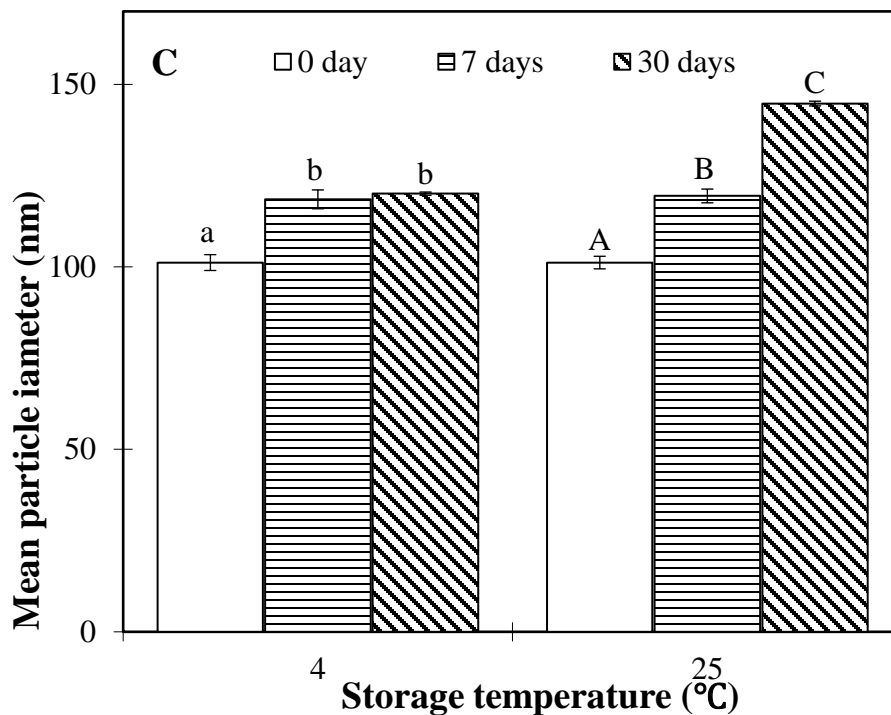 C
0 day 7 days 30 days
150
100
50
0
Mean particle iameter (nm)
a b b A B C
4 25
Storage temperature (℃)